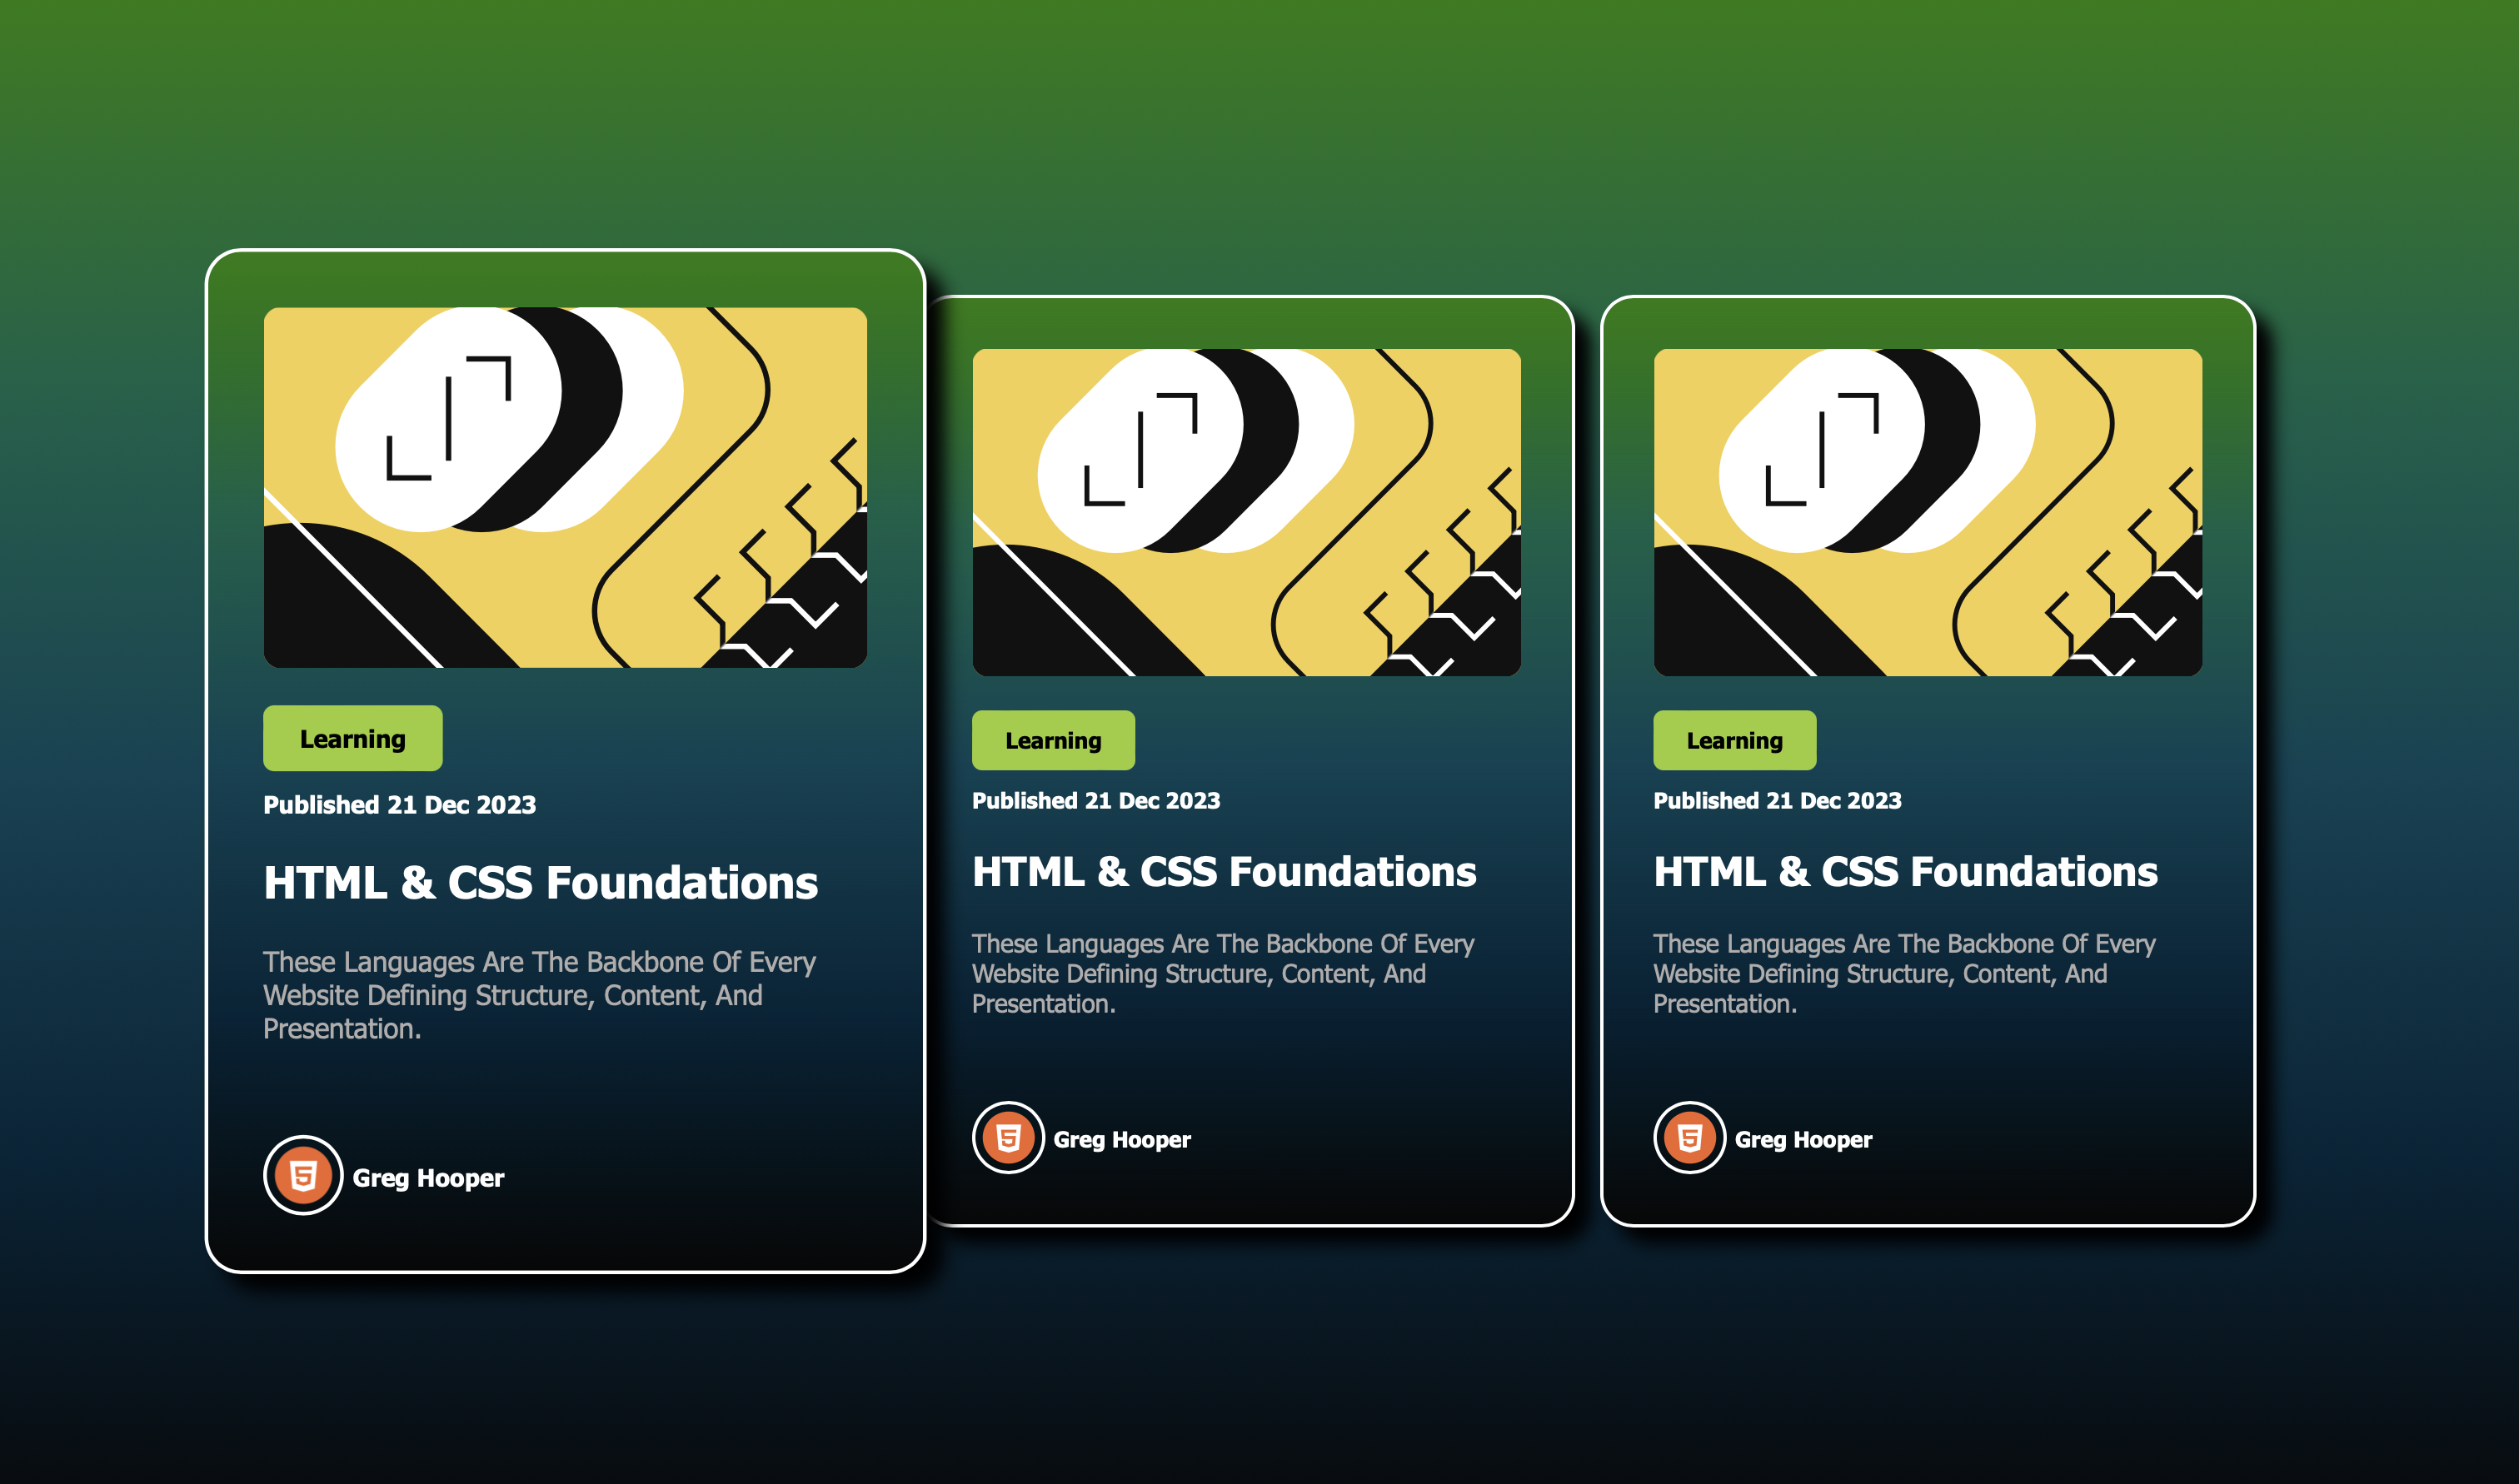 Learning
Published 21 Dec 2023
HTML & CSS Foundations
These Languages Are The Backbone Of Every
Website Defining Structure, Content, And
Presentation.
5
Greg Hooper
Learning
Published 21 Dec 2023
HTML & CSS Foundations
These Languages Are The Backbone Of Every
Website Defining Structure, Content, And
Presentation.
5
Greg Hooper
Learning
Published 21 Dec 2023
HTML & CSS Foundations
These Languages Are The Backbone Of Every
Website Defining Structure, Content, And
Presentation.
5
Greg Hooper